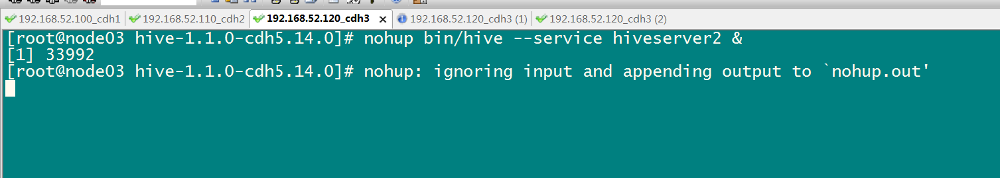 192.168.52.100_cdh1 192.168.52.110_cdh2 192.168.52.120_cdh3 192.168.52.120_cdh3 (1) 192.168.52.120_cdh3 (2)
[root@node03 hive-1.1.0-cdh5.14.0]# nohup bin/hive --service hiveserver2 &
[1] 33992
[root@node03 hive-1.1.0-cdh5.14.0]# nohup: ignoring input and appending output to `nohup.out'